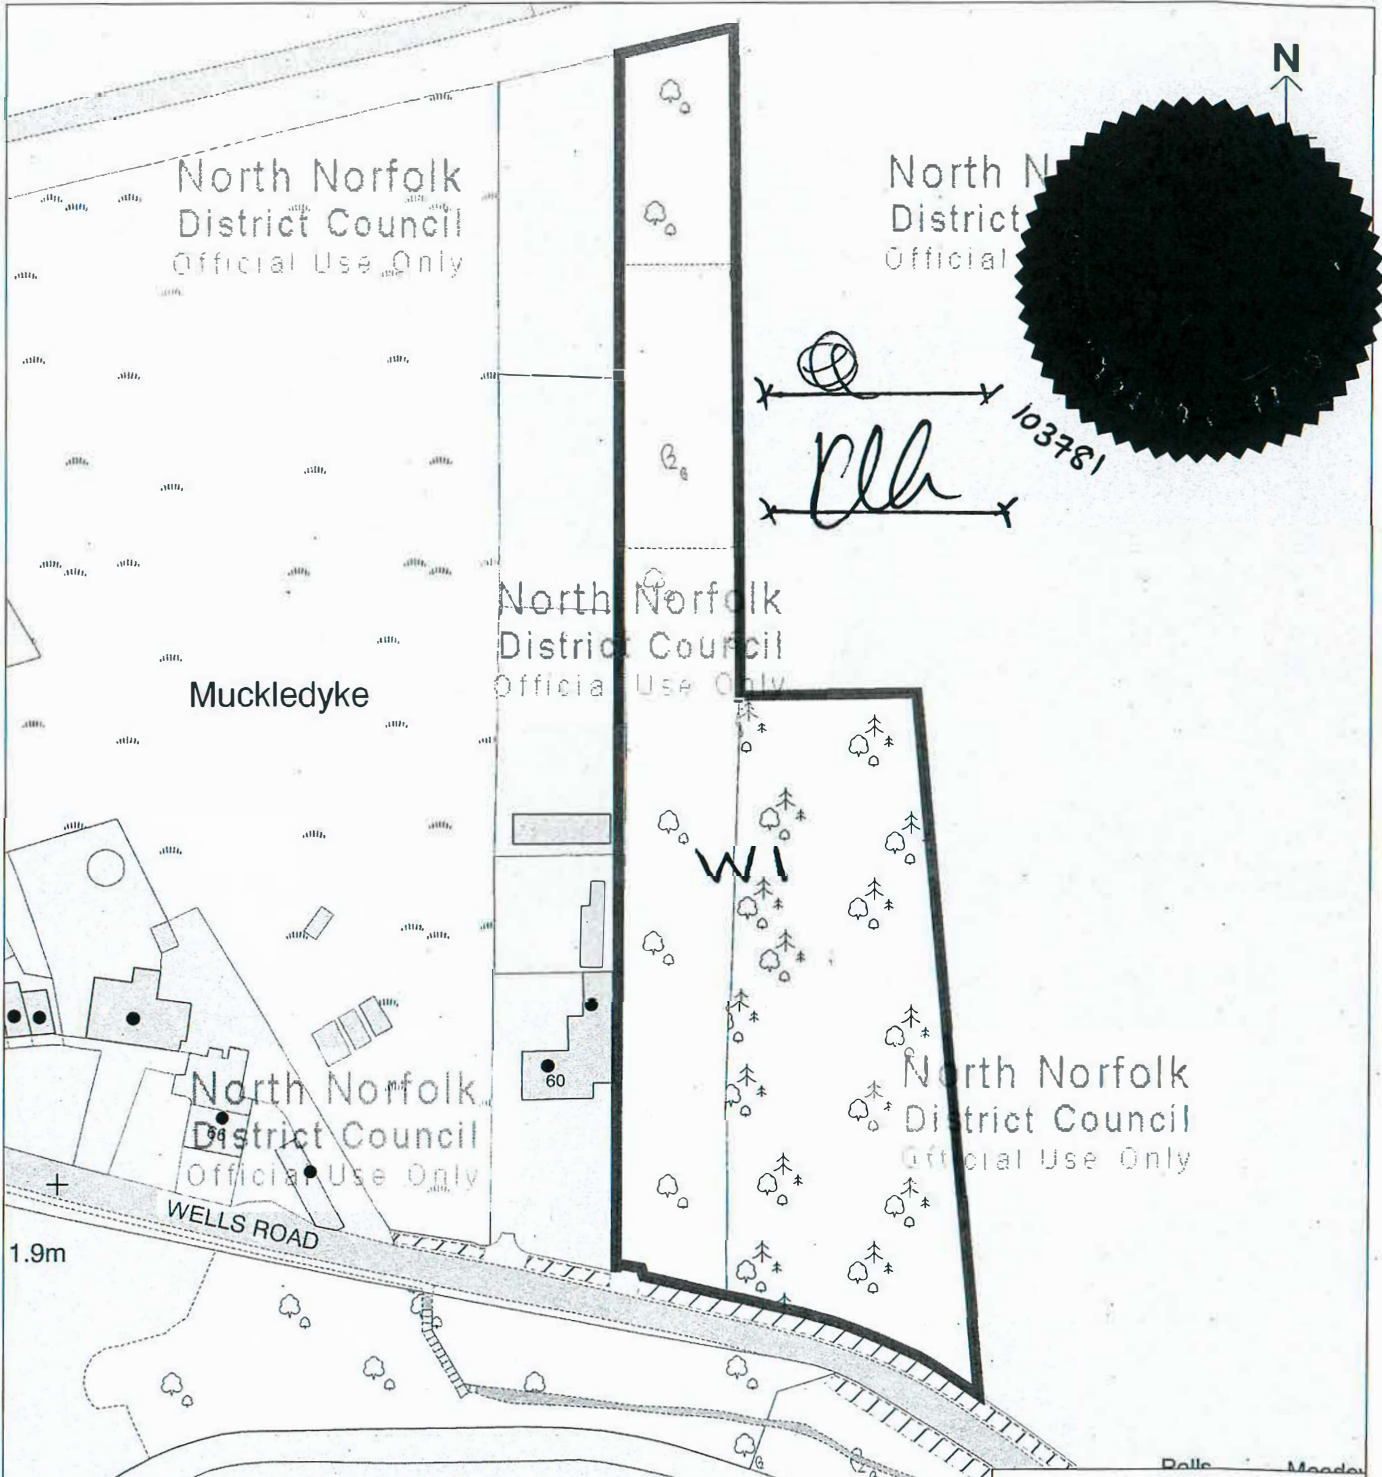 N
North Norfolk
District Council
Official Use Only
North N
District
Official
103781
North Norfolk
District Council
Official Use Only
Muckledyke
W1
60
North Norfolk
District Council
Official Use Only
North Norfolk
District Council
Official Use Only
66
WELLS ROAD
1.9m